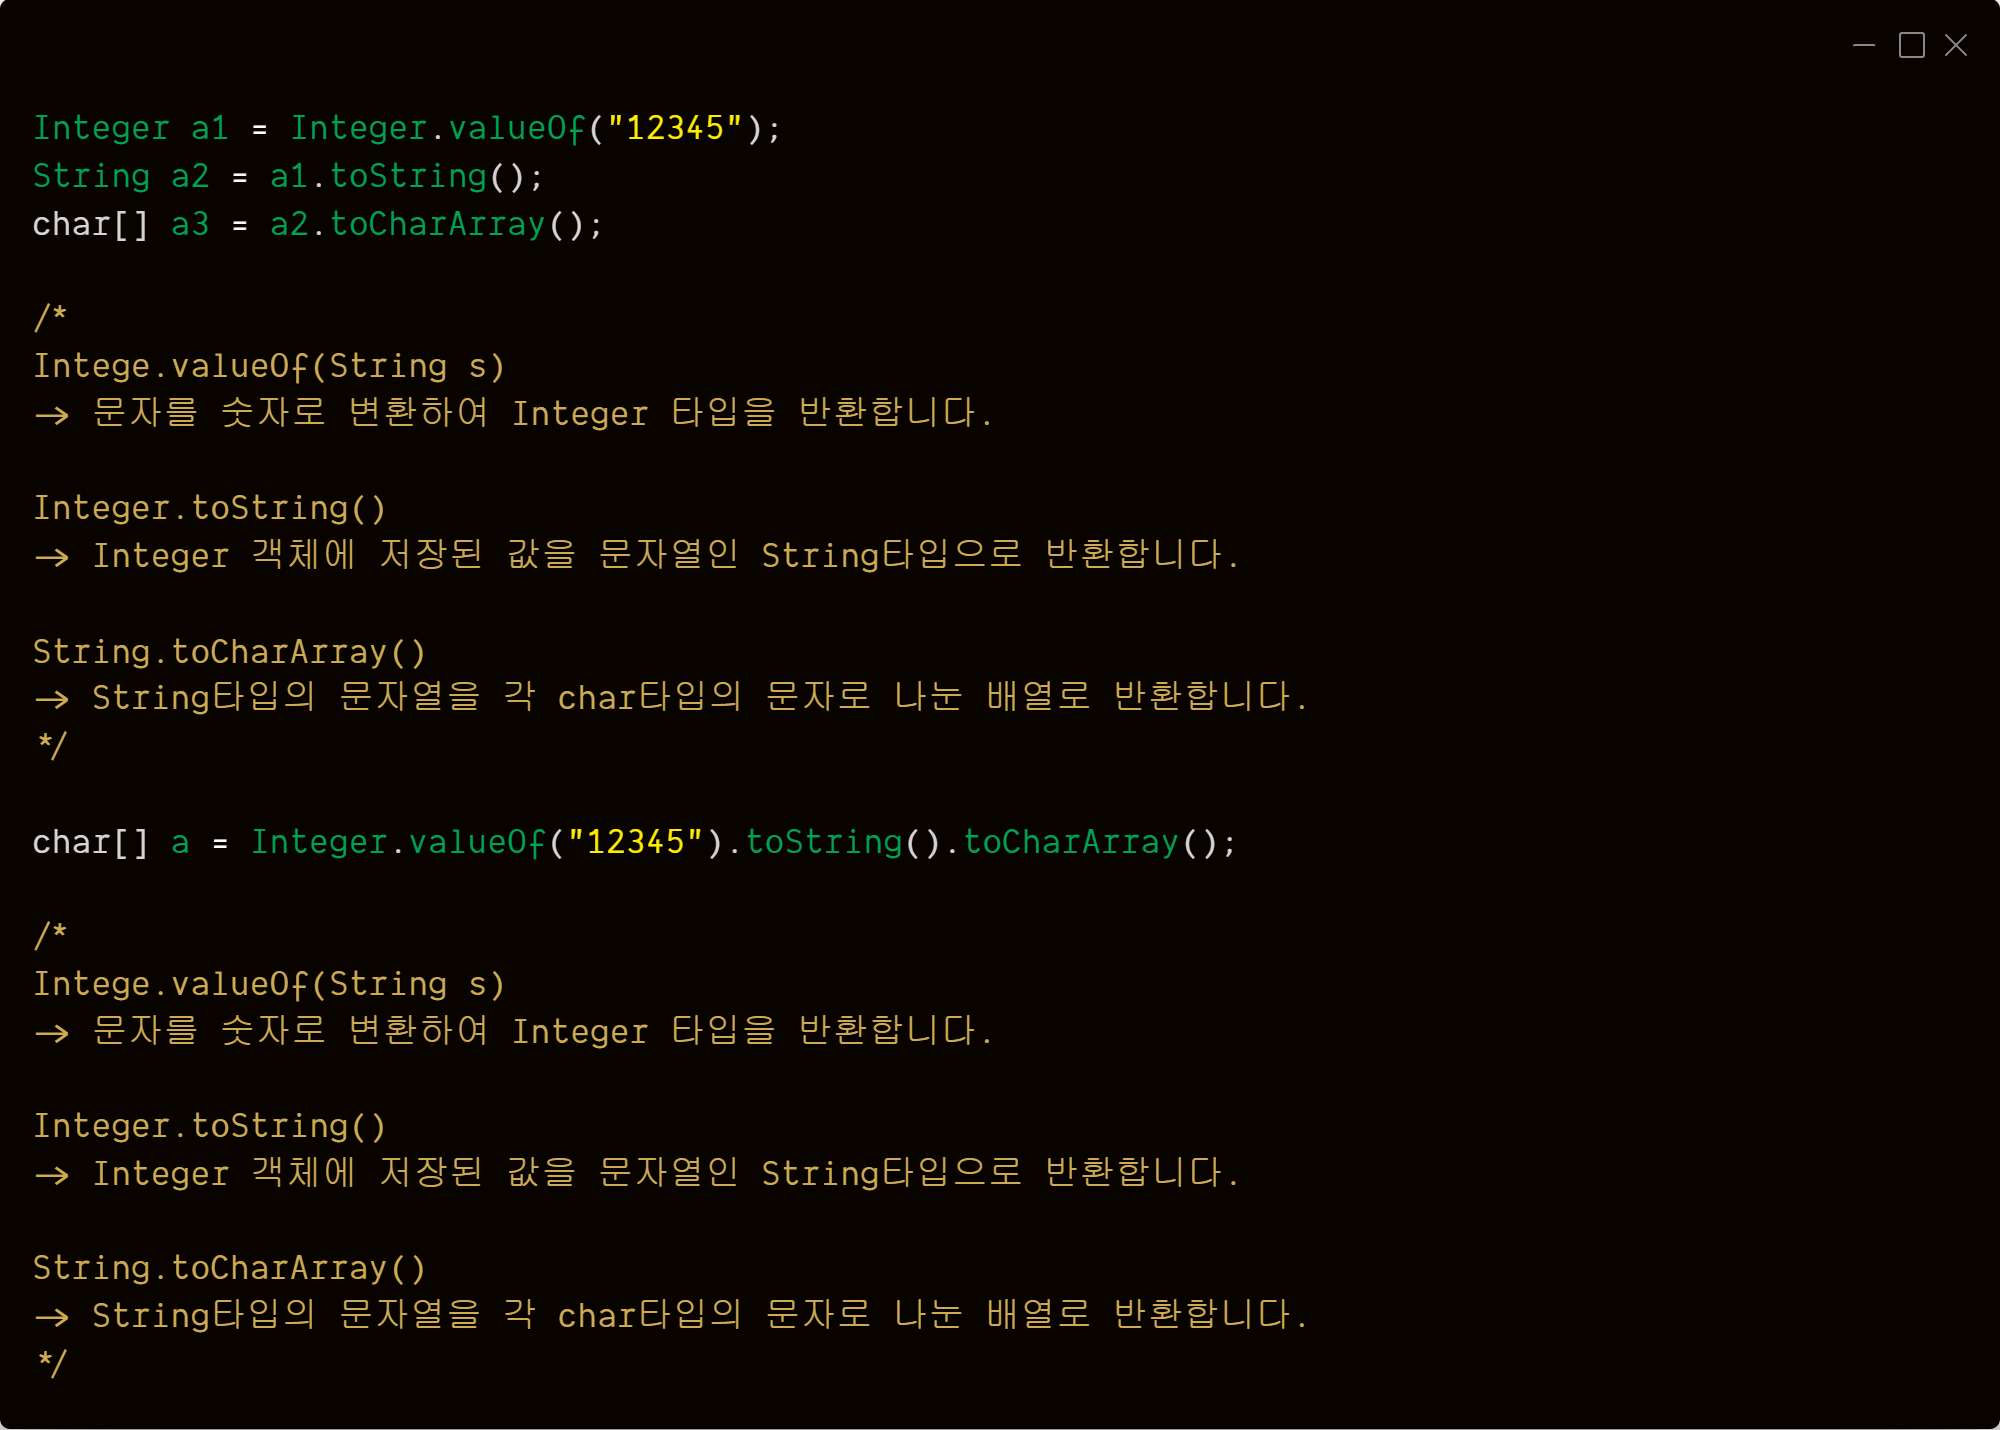 Integer a1 = Integer.valueOf("12345");
String a2 = a1.toString();
char[] a3 = a2.toCharArray();
/*
Intege.valueOf(String s)
→ 문자를 숫자로 변환하여 Integer 타입을 반환합니다.
Integer.toString()
→ Integer 객체에 저장된 값을 문자열인 String타입으로 반환합니다.
String.toCharArray()
→ String타입의 문자열을 각 char타입의 문자로 나눈 배열로 반환합니다.
*/
char[] a = Integer.valueOf("12345").toString().toCharArray();
/*
Intege.valueOf(String s)
→ 문자를 숫자로 변환하여 Integer 타입을 반환합니다.
Integer.toString()
→ Integer 객체에 저장된 값을 문자열인 String타입으로 반환합니다.
String.toCharArray()
→ String타입의 문자열을 각 char타입의 문자로 나눈 배열로 반환합니다.
*/